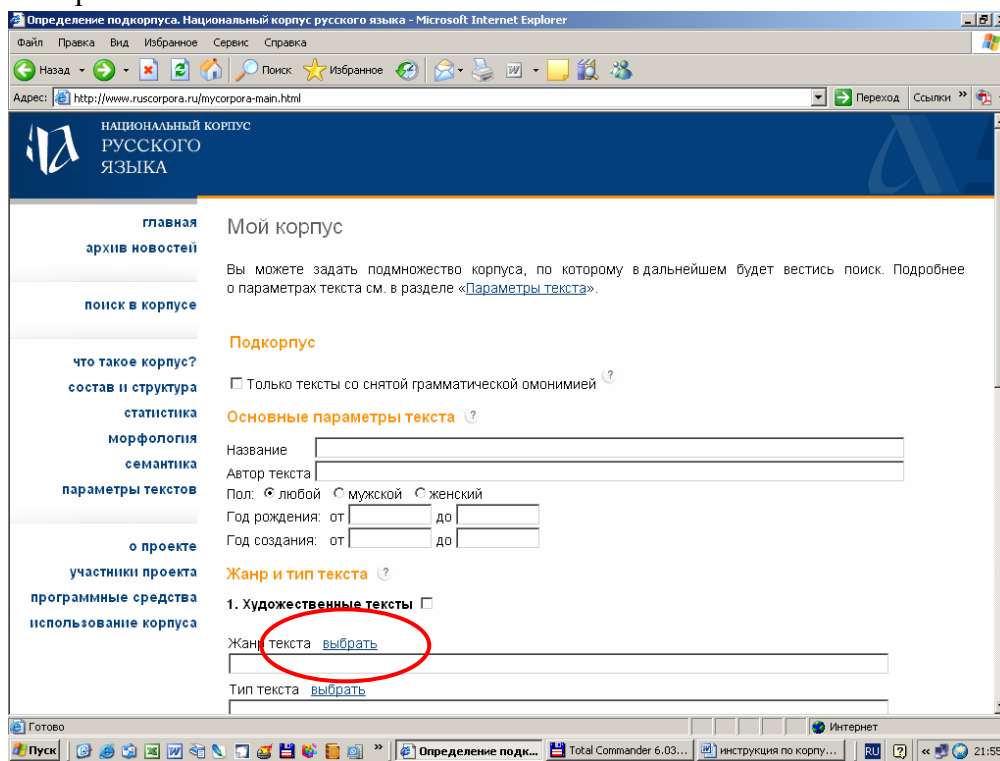 Определение подкорпуса. Национальный корпус русского языка - Microsoft Internet Explorer
Файл Правка Вид Избранное Сервис Справка
Назад Поиск Избранное
Адрес: http://www.ruscorpora.ru/mycorpora-main.html Переход Ссылки »
НАЦИОНАЛЬНЫЙ КОРПУС
РУССКОГО
ЯЗЫКА
главная
архив новостей
поиск в корпусе
что такое корпус?
состав и структура
статистика
морфология
семантика
параметры текстов
о проекте
участники проекта
программные средства
использование корпуса
Мой корпус
Вы можете задать подмножество корпуса, по которому в дальнейшем будет вестись поиск. Подробнее
о параметрах текста см. в разделе «Параметры текста».
Подкорпус
Только тексты со снятой грамматической омонимией ?
Основные параметры текста ?
Название
Автор текста
Пол: любой мужской женский
Год рождения: от до
Год создания: от до
Жанр и тип текста ?
1. Художественные тексты
Жанр текста выбрать
Тип текста выбрать
Готово Интернет
Пуск » Определение подк... Total Commander 6.03... инструкция по корпу... RU « 21:55